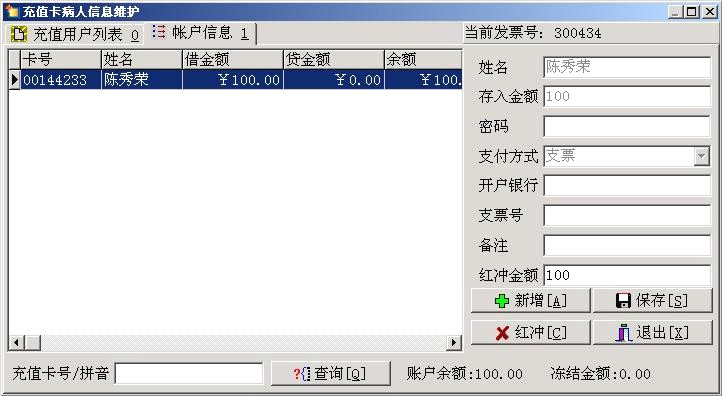 充值卡病人信息维护
充值用户列表 0 帐户信息 1 当前发票号: 300434
卡号 姓名 借金额 贷金额 余额
00144233 陈秀荣 ￥100.00 ￥0.00 ￥100.
姓名 陈秀荣
存入金额 100
密码
支付方式 支票
开户银行
支票号
备注
红冲金额 100
新增[A] 保存[S]
红冲[C] 退出[X]
充值卡号/拼音 查询[Q] 账户余额:100.00 冻结金额:0.00